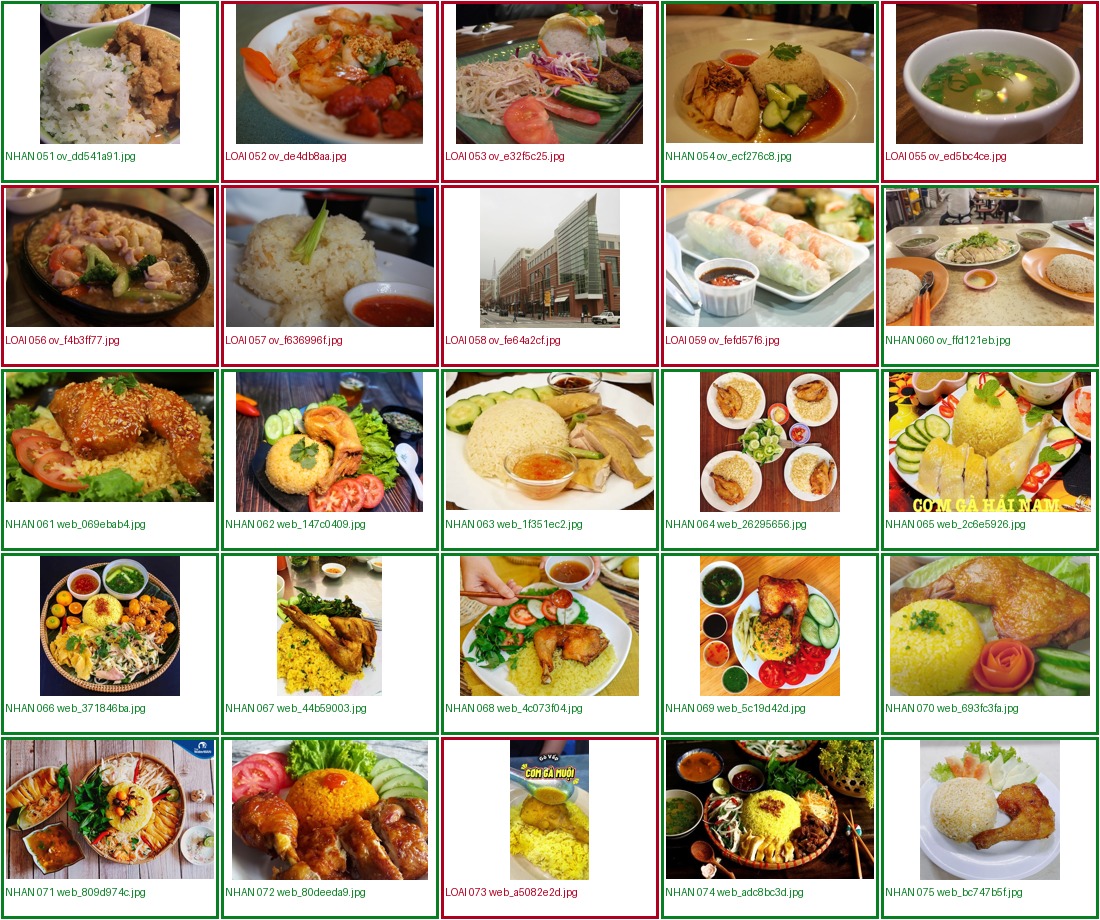 NHAN 051 ov_dd541a91.jpg
LOAI 052 ov_de4db8aa.jpg
LOAI 053 ov_e32f5c25.jpg
NHAN 054 ov_ecf276c8.jpg
LOAI 055 ov_ed5bc4ce.jpg
LOAI 056 ov_f4b3ff77.jpg
LOAI 057 ov_f636996f.jpg
LOAI 058 ov_fe64a2cf.jpg
LOAI 059 ov_fefd57f6.jpg
NHAN 060 ov_ffd121eb.jpg
CƠM GÀ HẢI NAM
NHAN 061 web_069ebab4.jpg
NHAN 062 web_147c0409.jpg
NHAN 063 web_1f351ec2.jpg
NHAN 064 web_26295656.jpg
NHAN 065 web_2c6e5926.jpg
NHAN 066 web_371846ba.jpg
NHAN 067 web_44b59003.jpg
NHAN 068 web_4c073f04.jpg
NHAN 069 web_5c19d42d.jpg
NHAN 070 web_693fc3fa.jpg
CƠM GÀ MUỐI
NHAN 071 web_809d974c.jpg
NHAN 072 web_80deeda9.jpg
LOAI 073 web_a5082e2d.jpg
NHAN 074 web_adc8bc3d.jpg
NHAN 075 web_bc747b5f.jpg